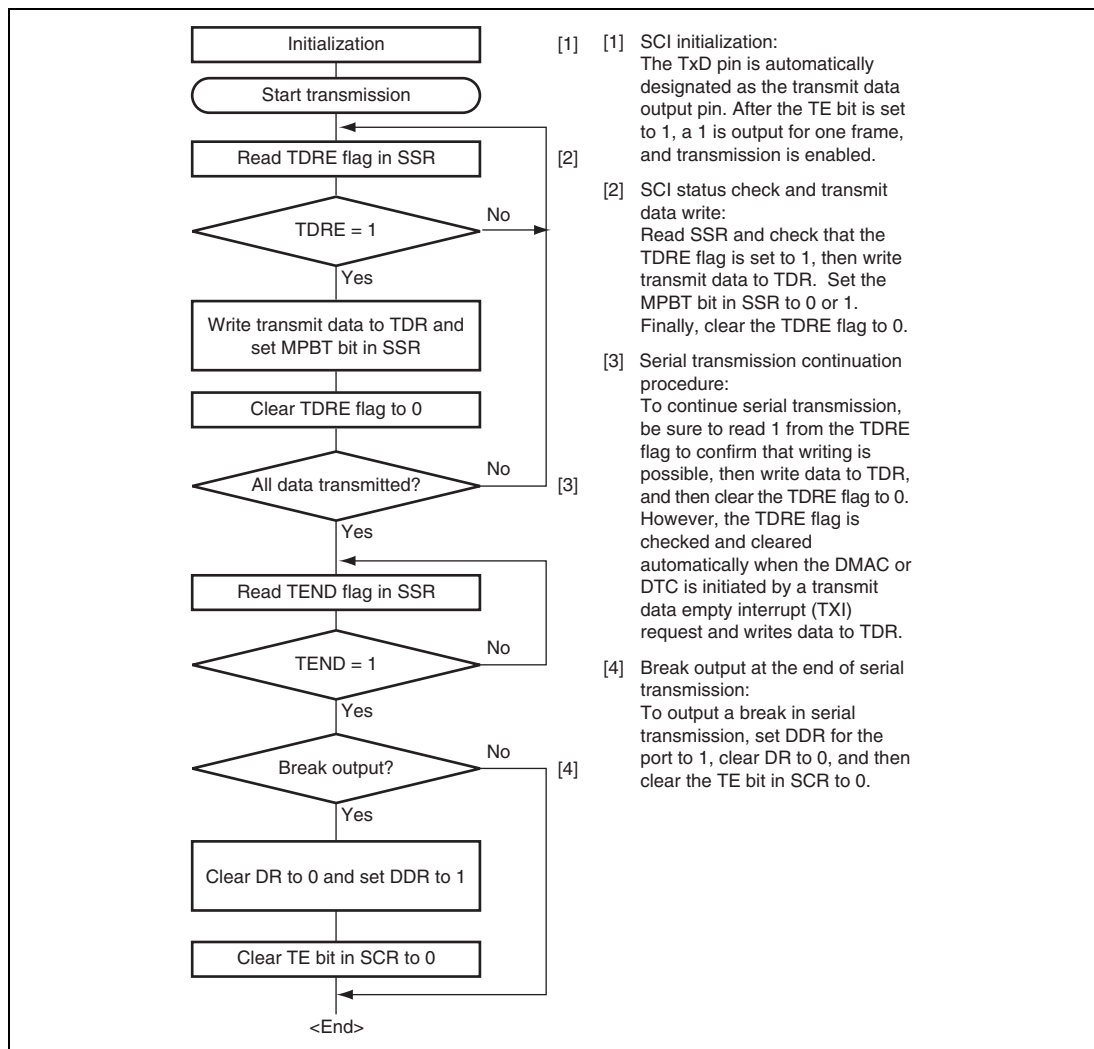 Initialization [1]
Start transmission
Read TDRE flag in SSR [2]
TDRE = 1
No
Yes
Write transmit data to TDR and
set MPBT bit in SSR
Clear TDRE flag to 0
All data transmitted? [3]
No
Yes
Read TEND flag in SSR
TEND = 1
No
Yes
Break output? [4]
No
Yes
Clear DR to 0 and set DDR to 1
Clear TE bit in SCR to 0
<End>
[1] SCI initialization:
The TxD pin is automatically
designated as the transmit data
output pin. After the TE bit is set
to 1, a 1 is output for one frame,
and transmission is enabled.
[2] SCI status check and transmit
data write:
Read SSR and check that the
TDRE flag is set to 1, then write
transmit data to TDR. Set the
MPBT bit in SSR to 0 or 1.
Finally, clear the TDRE flag to 0.
[3] Serial transmission continuation
procedure:
To continue serial transmission,
be sure to read 1 from the TDRE
flag to confirm that writing is
possible, then write data to TDR,
and then clear the TDRE flag to 0.
However, the TDRE flag is
checked and cleared
automatically when the DMAC or
DTC is initiated by a transmit
data empty interrupt (TXI)
request and writes data to TDR.
[4] Break output at the end of serial
transmission:
To output a break in serial
transmission, set DDR for the
port to 1, clear DR to 0, and then
clear the TE bit in SCR to 0.